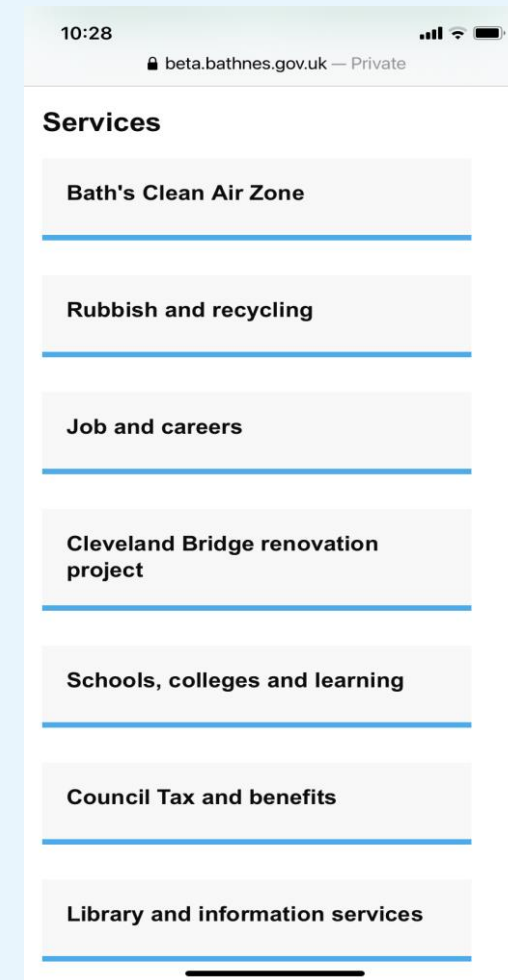 10:28
beta.bathnes.gov.uk — Private
Services
Bath's Clean Air Zone
Rubbish and recycling
Job and careers
Cleveland Bridge renovation
project
Schools, colleges and learning
Council Tax and benefits
Library and information services